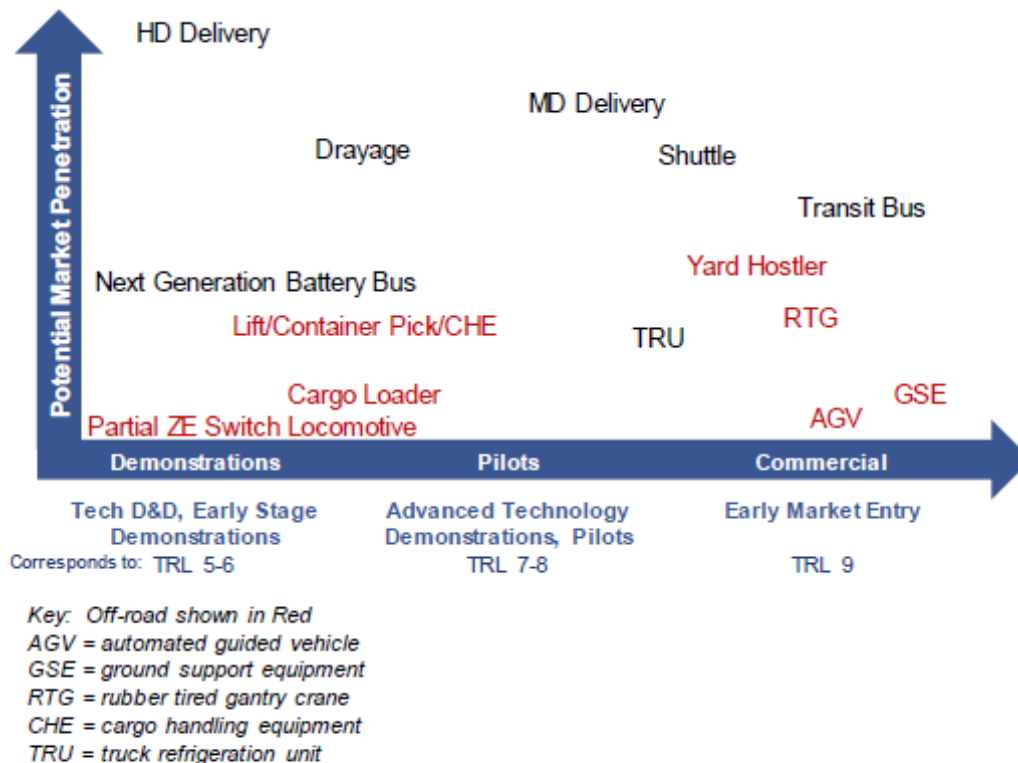 HD Delivery
MD Delivery
Drayage
Shuttle
Transit Bus
Yard Hostler
Next Generation Battery Bus
Lift/Container Pick/CHE
RTG
TRU
Cargo Loader
GSE
AGV
Partial ZE Switch Locomotive
Potential Market Penetration
Demonstrations
Pilots
Commercial
Tech D&D, Early Stage
Demonstrations
Advanced Technology
Demonstrations, Pilots
Early Market Entry
Corresponds to: TRL 5-6
TRL 7-8
TRL 9
Key: Off-road shown in Red
AGV = automated guided vehicle
GSE = ground support equipment
RTG = rubber tired gantry crane
CHE = cargo handling equipment
TRU = truck refrigeration unit